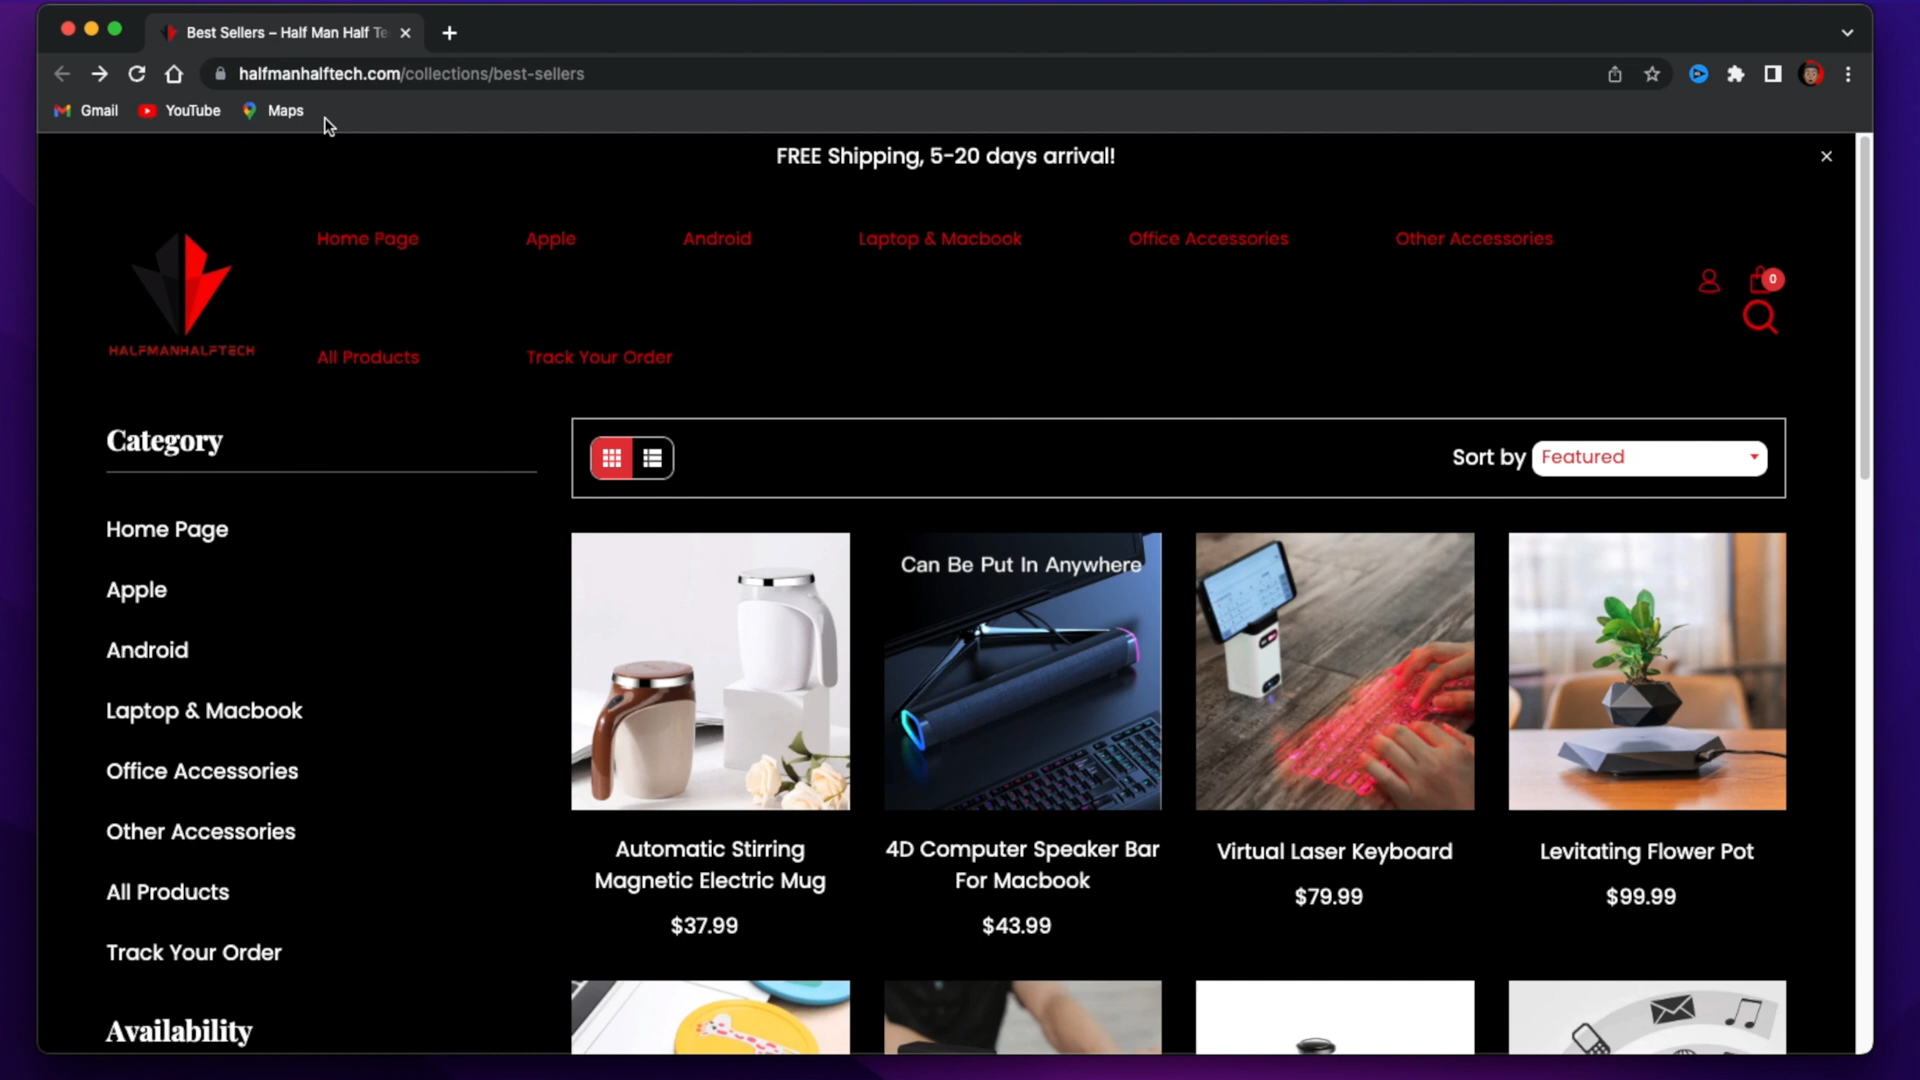 Best Sellers – Half Man Half Te
halfmanhalftech.com/collections/best-sellers
Gmail YouTube Maps
FREE Shipping, 5-20 days arrival!
Home Page Apple Android Laptop & Macbook Office Accessories Other Accessories
0
HALFMANHALFTECH
All Products Track Your Order
Category
Sort by Featured
Home Page
Apple
Android
Laptop & Macbook
Office Accessories
Other Accessories
All Products
Track Your Order
Availability
Can Be Put In Anywhere
Automatic Stirring
Magnetic Electric Mug
$37.99
4D Computer Speaker Bar
For Macbook
$43.99
Virtual Laser Keyboard
$79.99
Levitating Flower Pot
$99.99